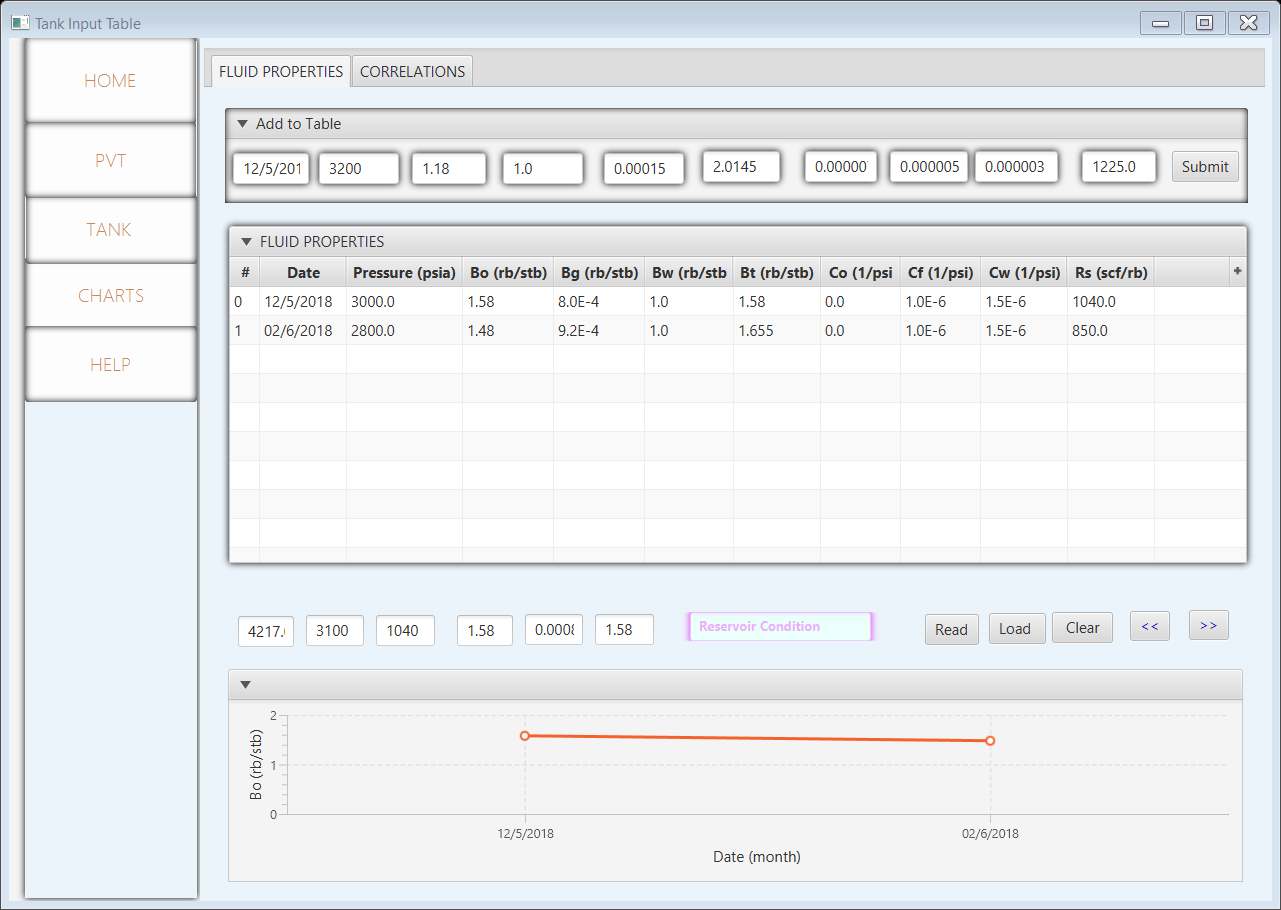 Tank Input Table
HOME
PVT
TANK
CHARTS
HELP
FLUID PROPERTIES CORRELATIONS
Add to Table
12/5/201 3200 1.18 1.0 0.00015 2.0145 0.00000 0.000005 0.000003 1225.0 Submit
FLUID PROPERTIES
# Date Pressure (psia) Bo (rb/stb) Bg (rb/stb) Bw (rb/stb Bt (rb/stb) Co (1/psi Cf (1/psi) Cw (1/psi) Rs (scf/rb) +
0 12/5/2018 3000.0 1.58 8.0E-4 1.0 1.58 0.0 1.0E-6 1.5E-6 1040.0
1 02/6/2018 2800.0 1.48 9.2E-4 1.0 1.655 0.0 1.0E-6 1.5E-6 850.0
4217. 3100 1040 1.58 0.0008 1.58 Reservoir Condition Read Load Clear << >>
2
1
0
Bo (rb/stb)
12/5/2018 02/6/2018
Date (month)